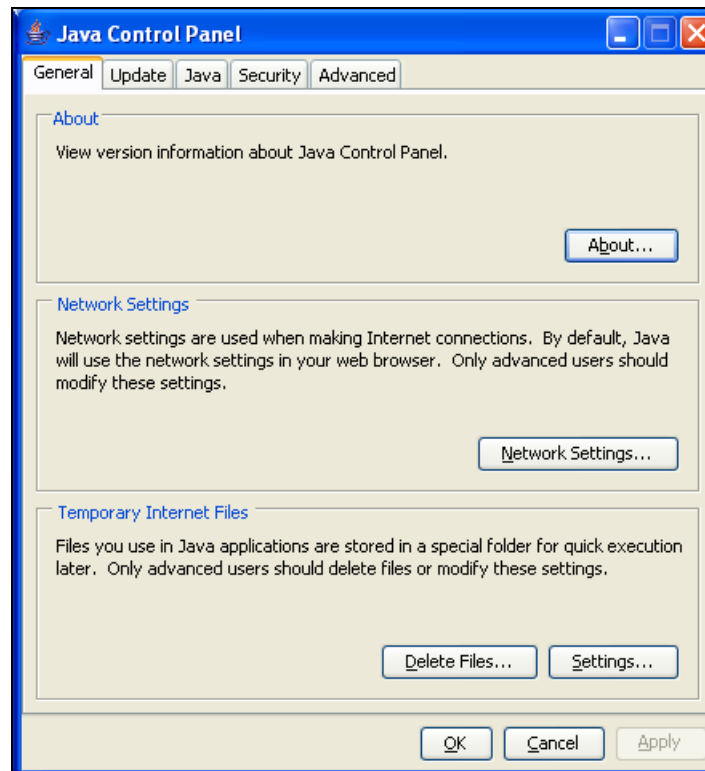 Java Control Panel
General Update Java Security Advanced
About
View version information about Java Control Panel.
About...
Network Settings
Network settings are used when making Internet connections.  By default, Java
will use the network settings in your web browser.  Only advanced users should
modify these settings.
Network Settings...
Temporary Internet Files
Files you use in Java applications are stored in a special folder for quick execution
later.  Only advanced users should delete files or modify these settings.
Delete Files... Settings...
OK Cancel Apply